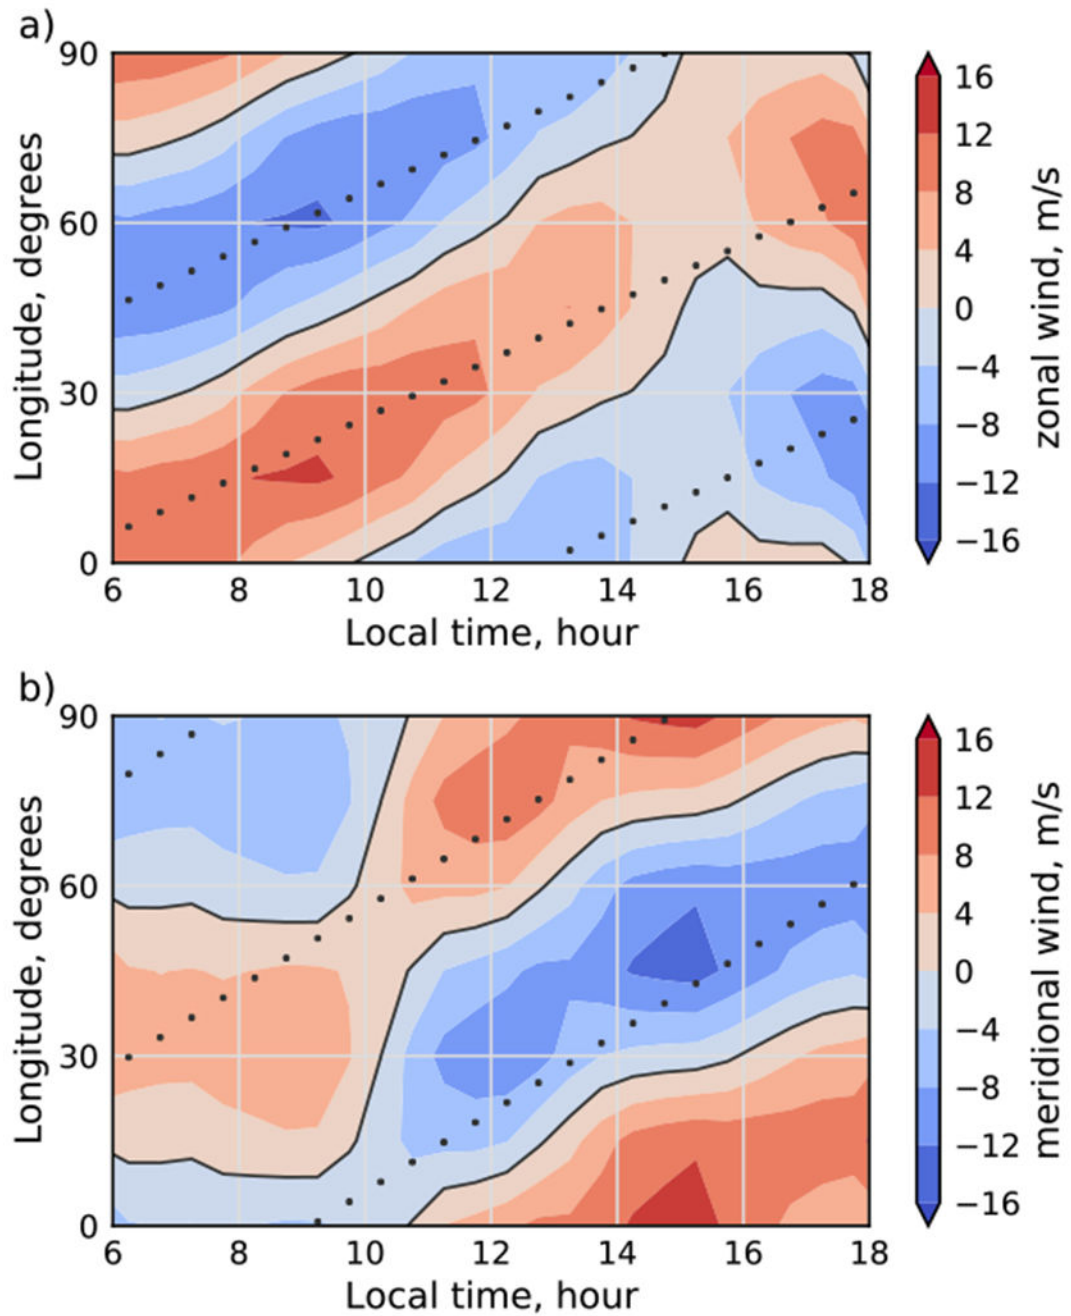 a)
90
60
30
0
6 8 10 12 14 16 18
Local time, hour
Longitude, degrees
16
12
8
4
0
−4
−8
−12
−16
zonal wind, m/s
b)
90
60
30
0
6 8 10 12 14 16 18
Local time, hour
Longitude, degrees
16
12
8
4
0
−4
−8
−12
−16
meridional wind, m/s